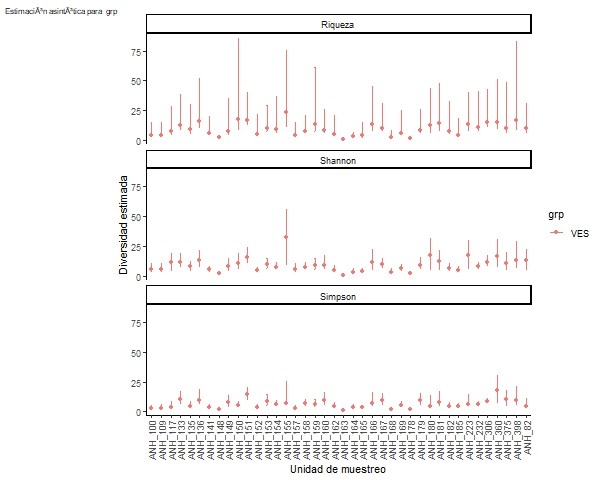 EstimaciÃ³n asintÃ³tica para grp
Riqueza
75
50
25
0
Shannon
75
50
25
0
Simpson
75
50
25
0
Diversidad estimada
ANH_100
ANH_109
ANH_117
ANH_133
ANH_135
ANH_136
ANH_141
ANH_148
ANH_149
ANH_150
ANH_151
ANH_152
ANH_153
ANH_154
ANH_155
ANH_157
ANH_158
ANH_159
ANH_160
ANH_162
ANH_163
ANH_164
ANH_165
ANH_166
ANH_167
ANH_168
ANH_169
ANH_178
ANH_179
ANH_180
ANH_181
ANH_182
ANH_185
ANH_223
ANH_232
ANH_306
ANH_360
ANH_375
ANH_398
ANH_82
Unidad de muestreo
grp
VES